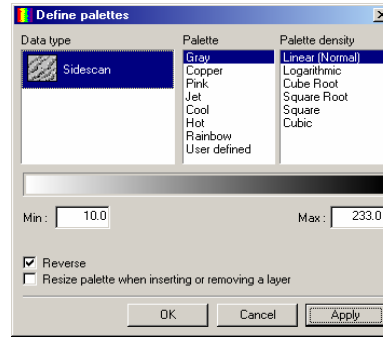 Define palettes
Data type
Palette
Palette density
Sidescan
Gray
Copper
Pink
Jet
Cool
Hot
Rainbow
User defined
Linear (Normal)
Logarithmic
Cube Root
Square Root
Square
Cubic
Min : 10.0
Max : 233.0
Reverse
Resize palette when inserting or removing a layer
OK
Cancel
Apply